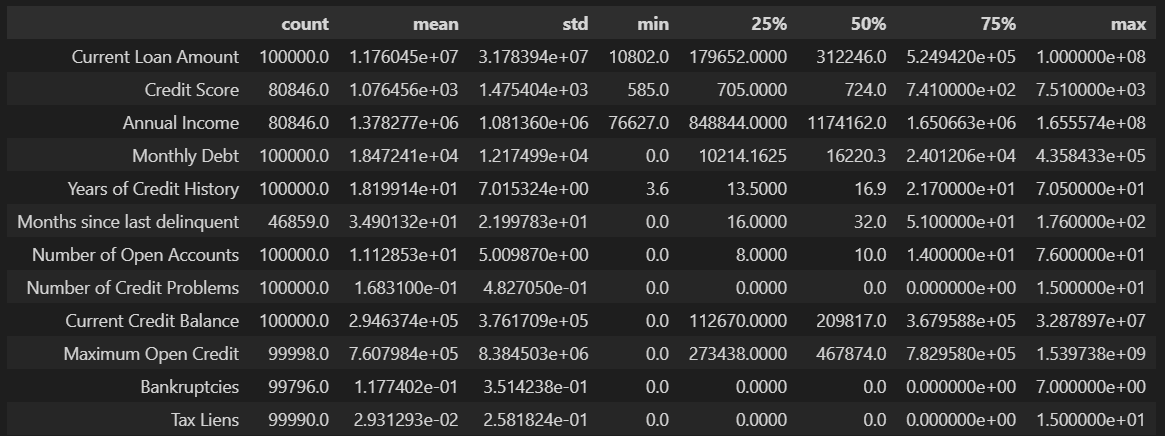 count mean std min 25% 50% 75% max
Current Loan Amount 100000.0 1.176045e+07 3.178394e+07 10802.0 179652.0000 312246.0 5.249420e+05 1.000000e+08
Credit Score 80846.0 1.076456e+03 1.475404e+03 585.0 705.0000 724.0 7.410000e+02 7.510000e+03
Annual Income 80846.0 1.378277e+06 1.081360e+06 76627.0 848844.0000 1174162.0 1.650663e+06 1.655574e+08
Monthly Debt 100000.0 1.847241e+04 1.217499e+04 0.0 10214.1625 16220.3 2.401206e+04 4.358433e+05
Years of Credit History 100000.0 1.819914e+01 7.015324e+00 3.6 13.5000 16.9 2.170000e+01 7.050000e+01
Months since last delinquent 46859.0 3.490132e+01 2.199783e+01 0.0 16.0000 32.0 5.100000e+01 1.760000e+02
Number of Open Accounts 100000.0 1.112853e+01 5.009870e+00 0.0 8.0000 10.0 1.400000e+01 7.600000e+01
Number of Credit Problems 100000.0 1.683100e-01 4.827050e-01 0.0 0.0000 0.0 0.000000e+00 1.500000e+01
Current Credit Balance 100000.0 2.946374e+05 3.761709e+05 0.0 112670.0000 209817.0 3.679588e+05 3.287897e+07
Maximum Open Credit 99998.0 7.607984e+05 8.384503e+06 0.0 273438.0000 467874.0 7.829580e+05 1.539738e+09
Bankruptcies 99796.0 1.177402e-01 3.514238e-01 0.0 0.0000 0.0 0.000000e+00 7.000000e+00
Tax Liens 99990.0 2.931293e-02 2.581824e-01 0.0 0.0000 0.0 0.000000e+00 1.500000e+01